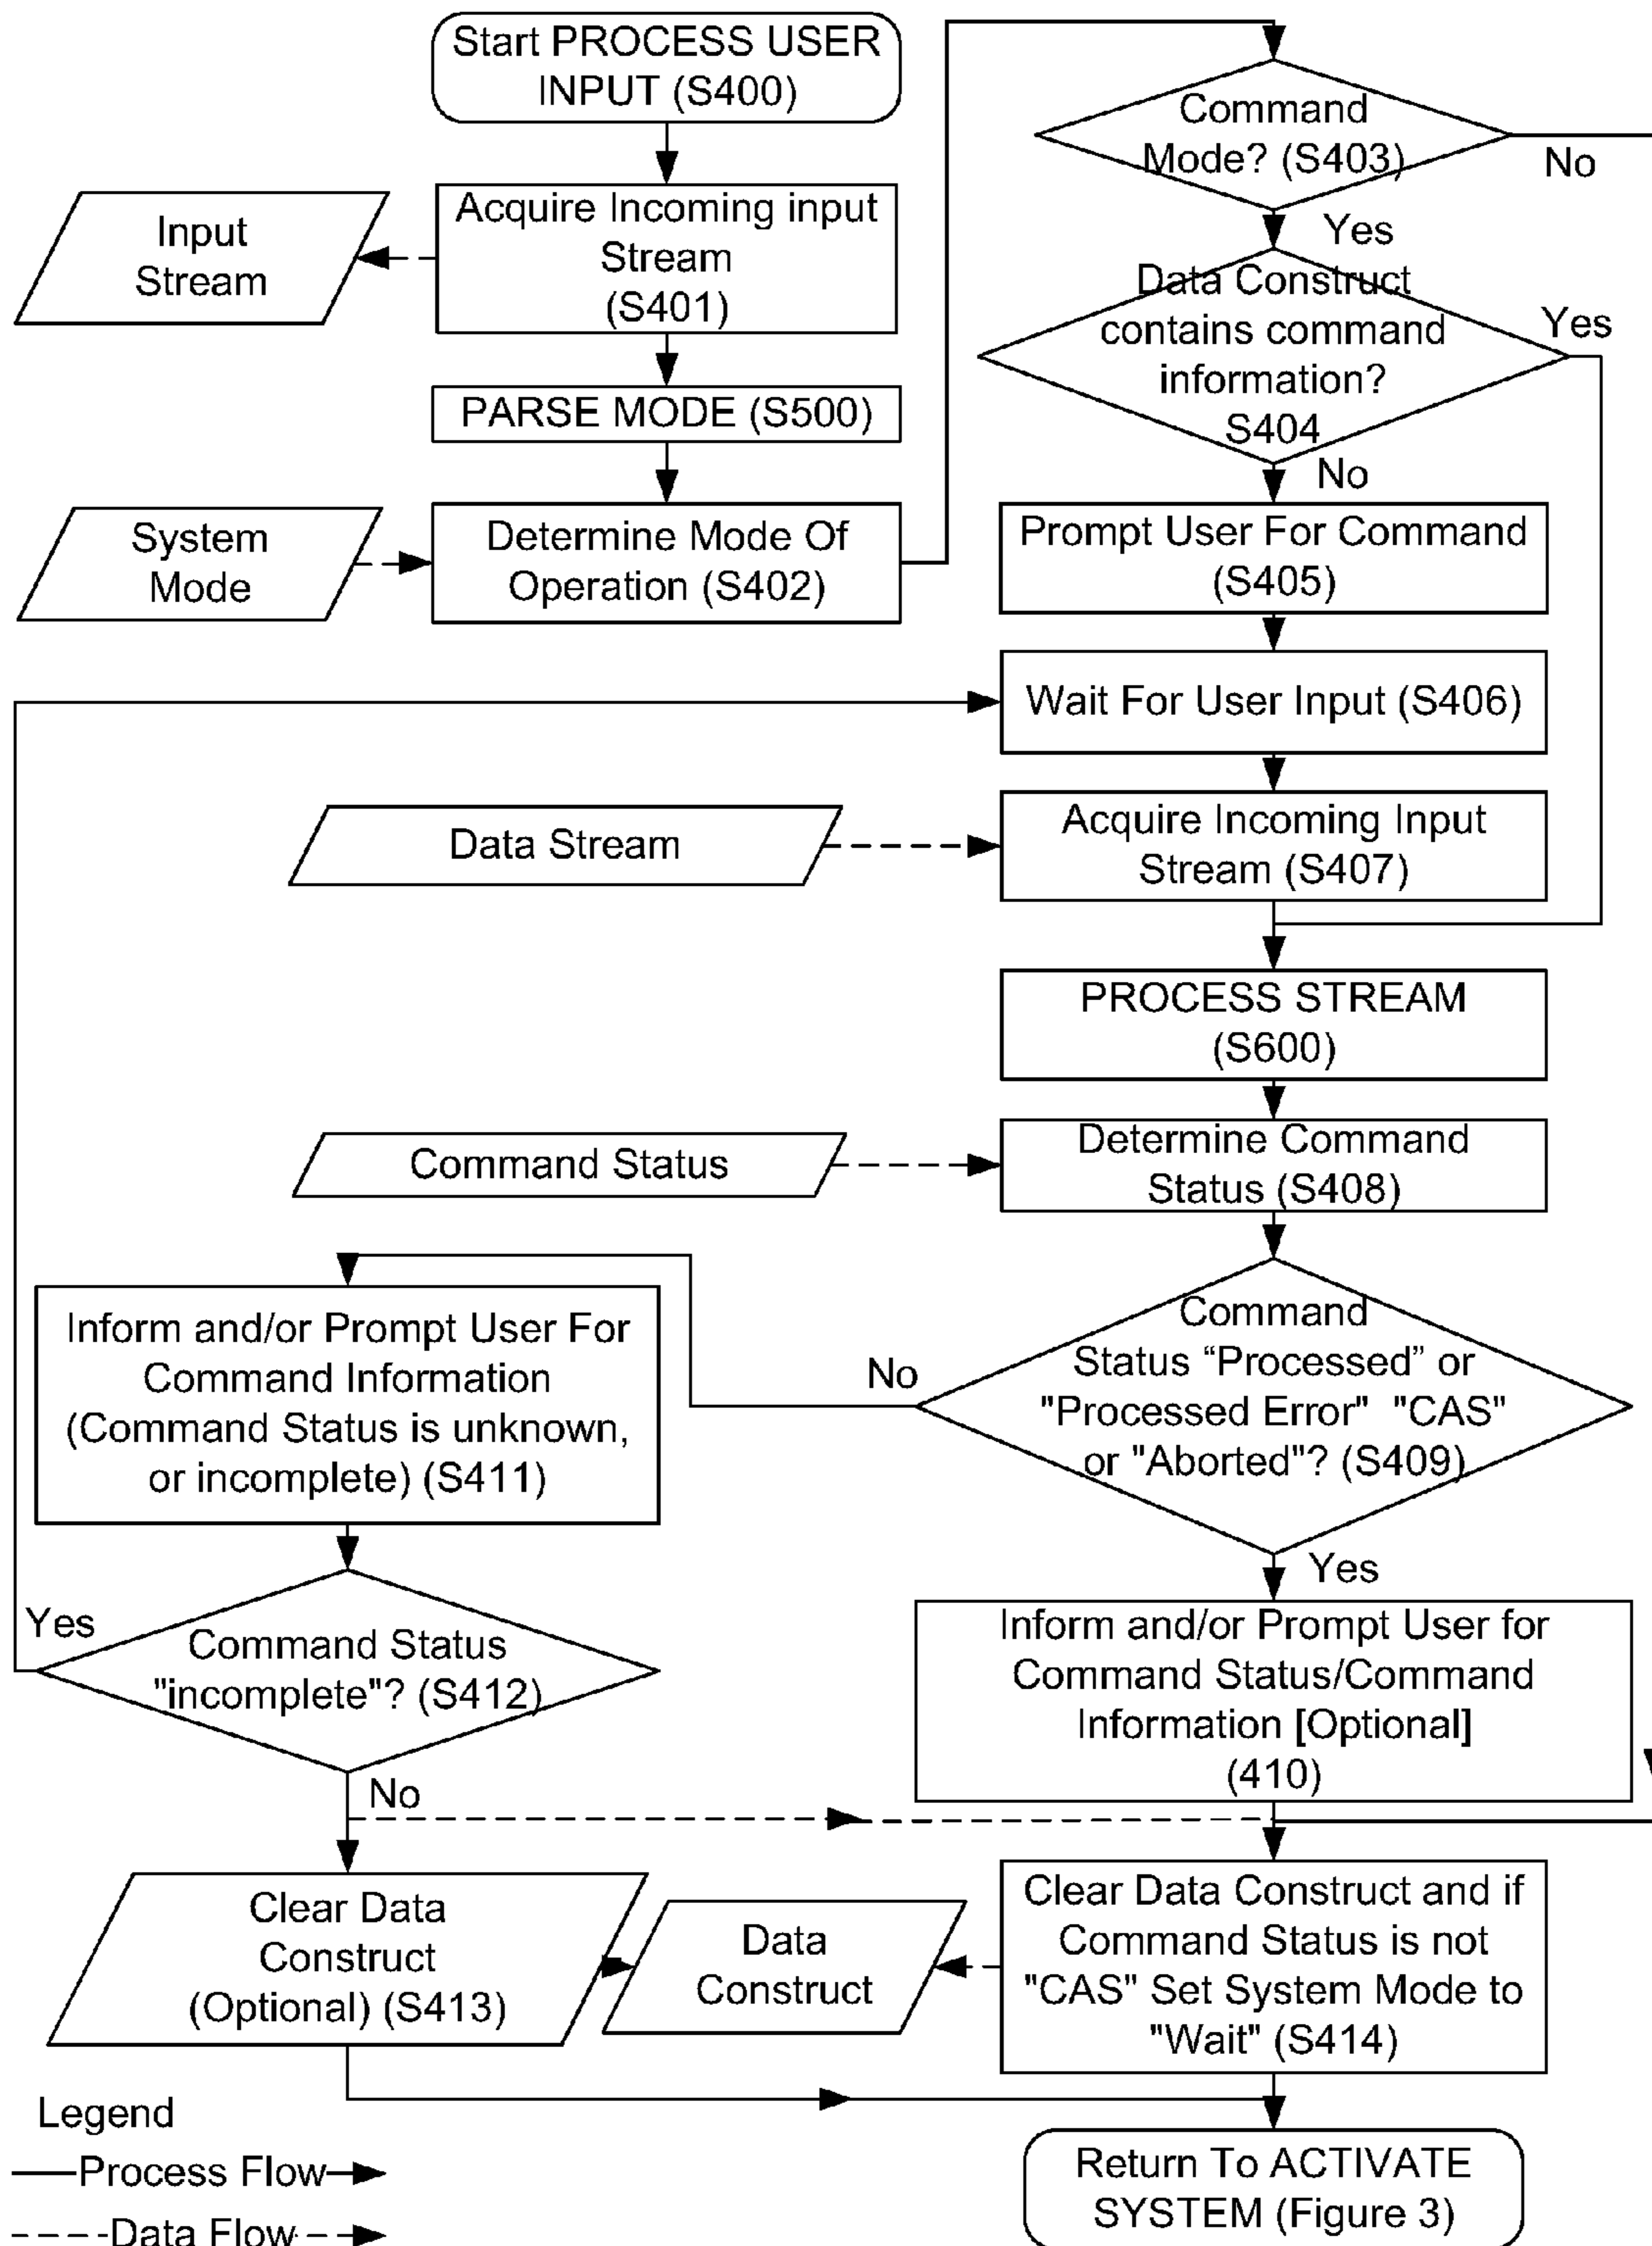 Start PROCESS USER
INPUT (S400)
Acquire Incoming input
Stream
(S401)
Input
Stream
PARSE MODE (S500)
System
Mode
Determine Mode Of
Operation (S402)
Command
Mode? (S403)
No
Yes
Data Construct
contains command
information?
S404
Yes
No
Prompt User For Command
(S405)
Wait For User Input (S406)
Data Stream
Acquire Incoming Input
Stream (S407)
PROCESS STREAM
(S600)
Command Status
Determine Command
Status (S408)
Command
Status “Processed” or
"Processed Error" "CAS"
or "Aborted"? (S409)
No
Yes
Inform and/or Prompt User For
Command Information
(Command Status is unknown,
or incomplete) (S411)
Yes
Command Status
"incomplete"? (S412)
No
Inform and/or Prompt User for
Command Status/Command
Information [Optional]
(410)
Clear Data
Construct
(Optional) (S413)
Data
Construct
Clear Data Construct and if
Command Status is not
"CAS" Set System Mode to
"Wait" (S414)
Return To ACTIVATE
SYSTEM (Figure 3)
Legend
Process Flow
Data Flow